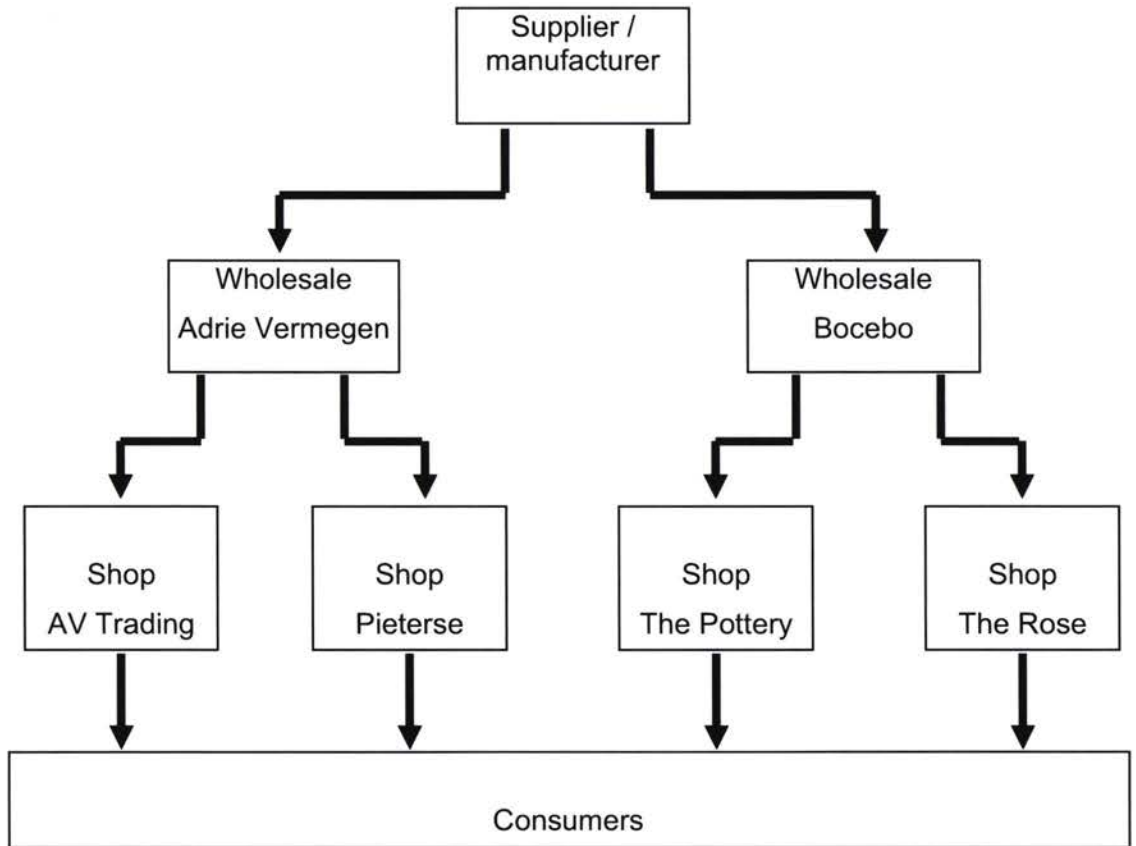 Supplier /
manufacturer
Wholesale
Adrie Vermegen
Wholesale
Bocebo
Shop
AV Trading
Shop
Pieterse
Shop
The Pottery
Shop
The Rose
Consumers